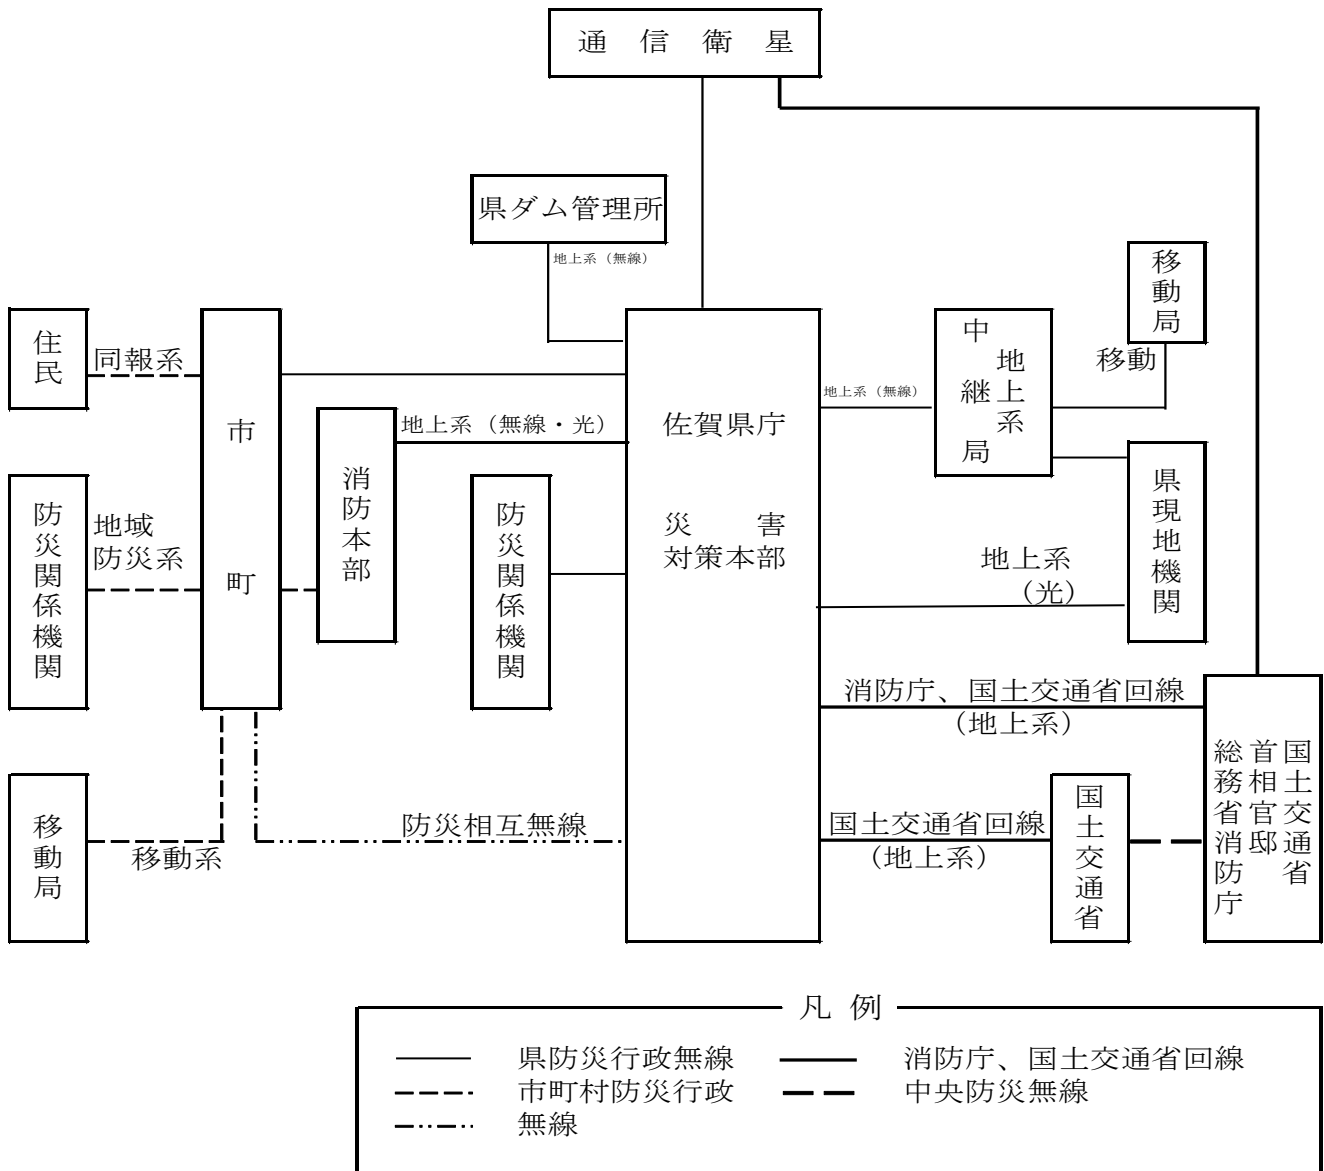 通信衛星
県ダム管理所
地上系（無線）
移動局
住民
同報系
市町
中継局
地上系
移動
地上系（無線）
地上系（無線・光）
佐賀県庁
災害
対策本部
消防本部
防災関係機関
地域
防災系
防災関係機関
県現地機関
地上系
（光）
消防庁、国土交通省回線
（地上系）
国土交通省
首相官邸
総務省消防庁
移動局
移動系
防災相互無線
国土交通省回線
（地上系）
国土交通省
凡例
県防災行政無線
消防庁、国土交通省回線
市町村防災行政
中央防災無線
無線